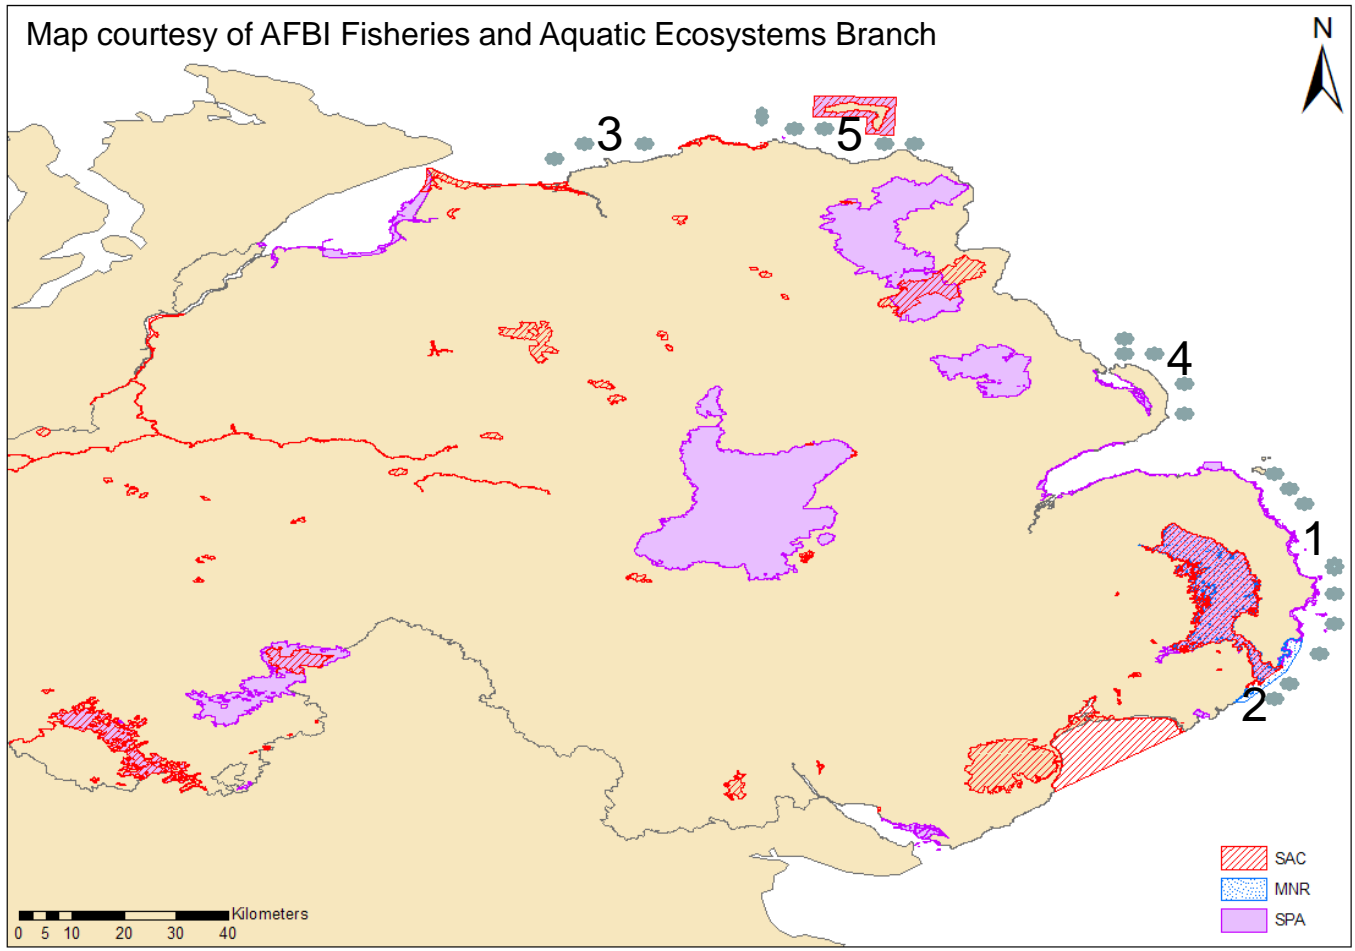 Map courtesy of AFBI Fisheries and Aquatic Ecosystems Branch
N
3
5
4
1
2
SAC
MNR
SPA
Kilometers
0 5 10 20 30 40